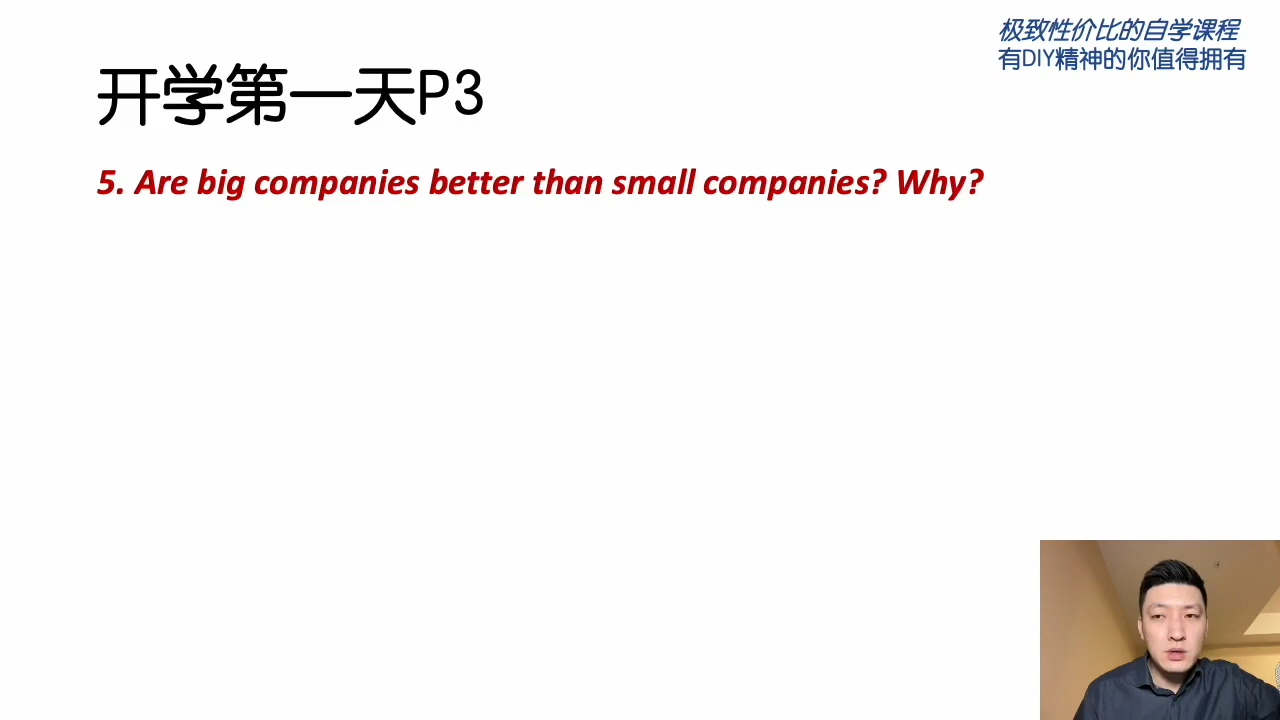 极致性价比的自学课程
有DIY精神的你值得拥有
开学第一天P3
5. Are big companies better than small companies? Why?